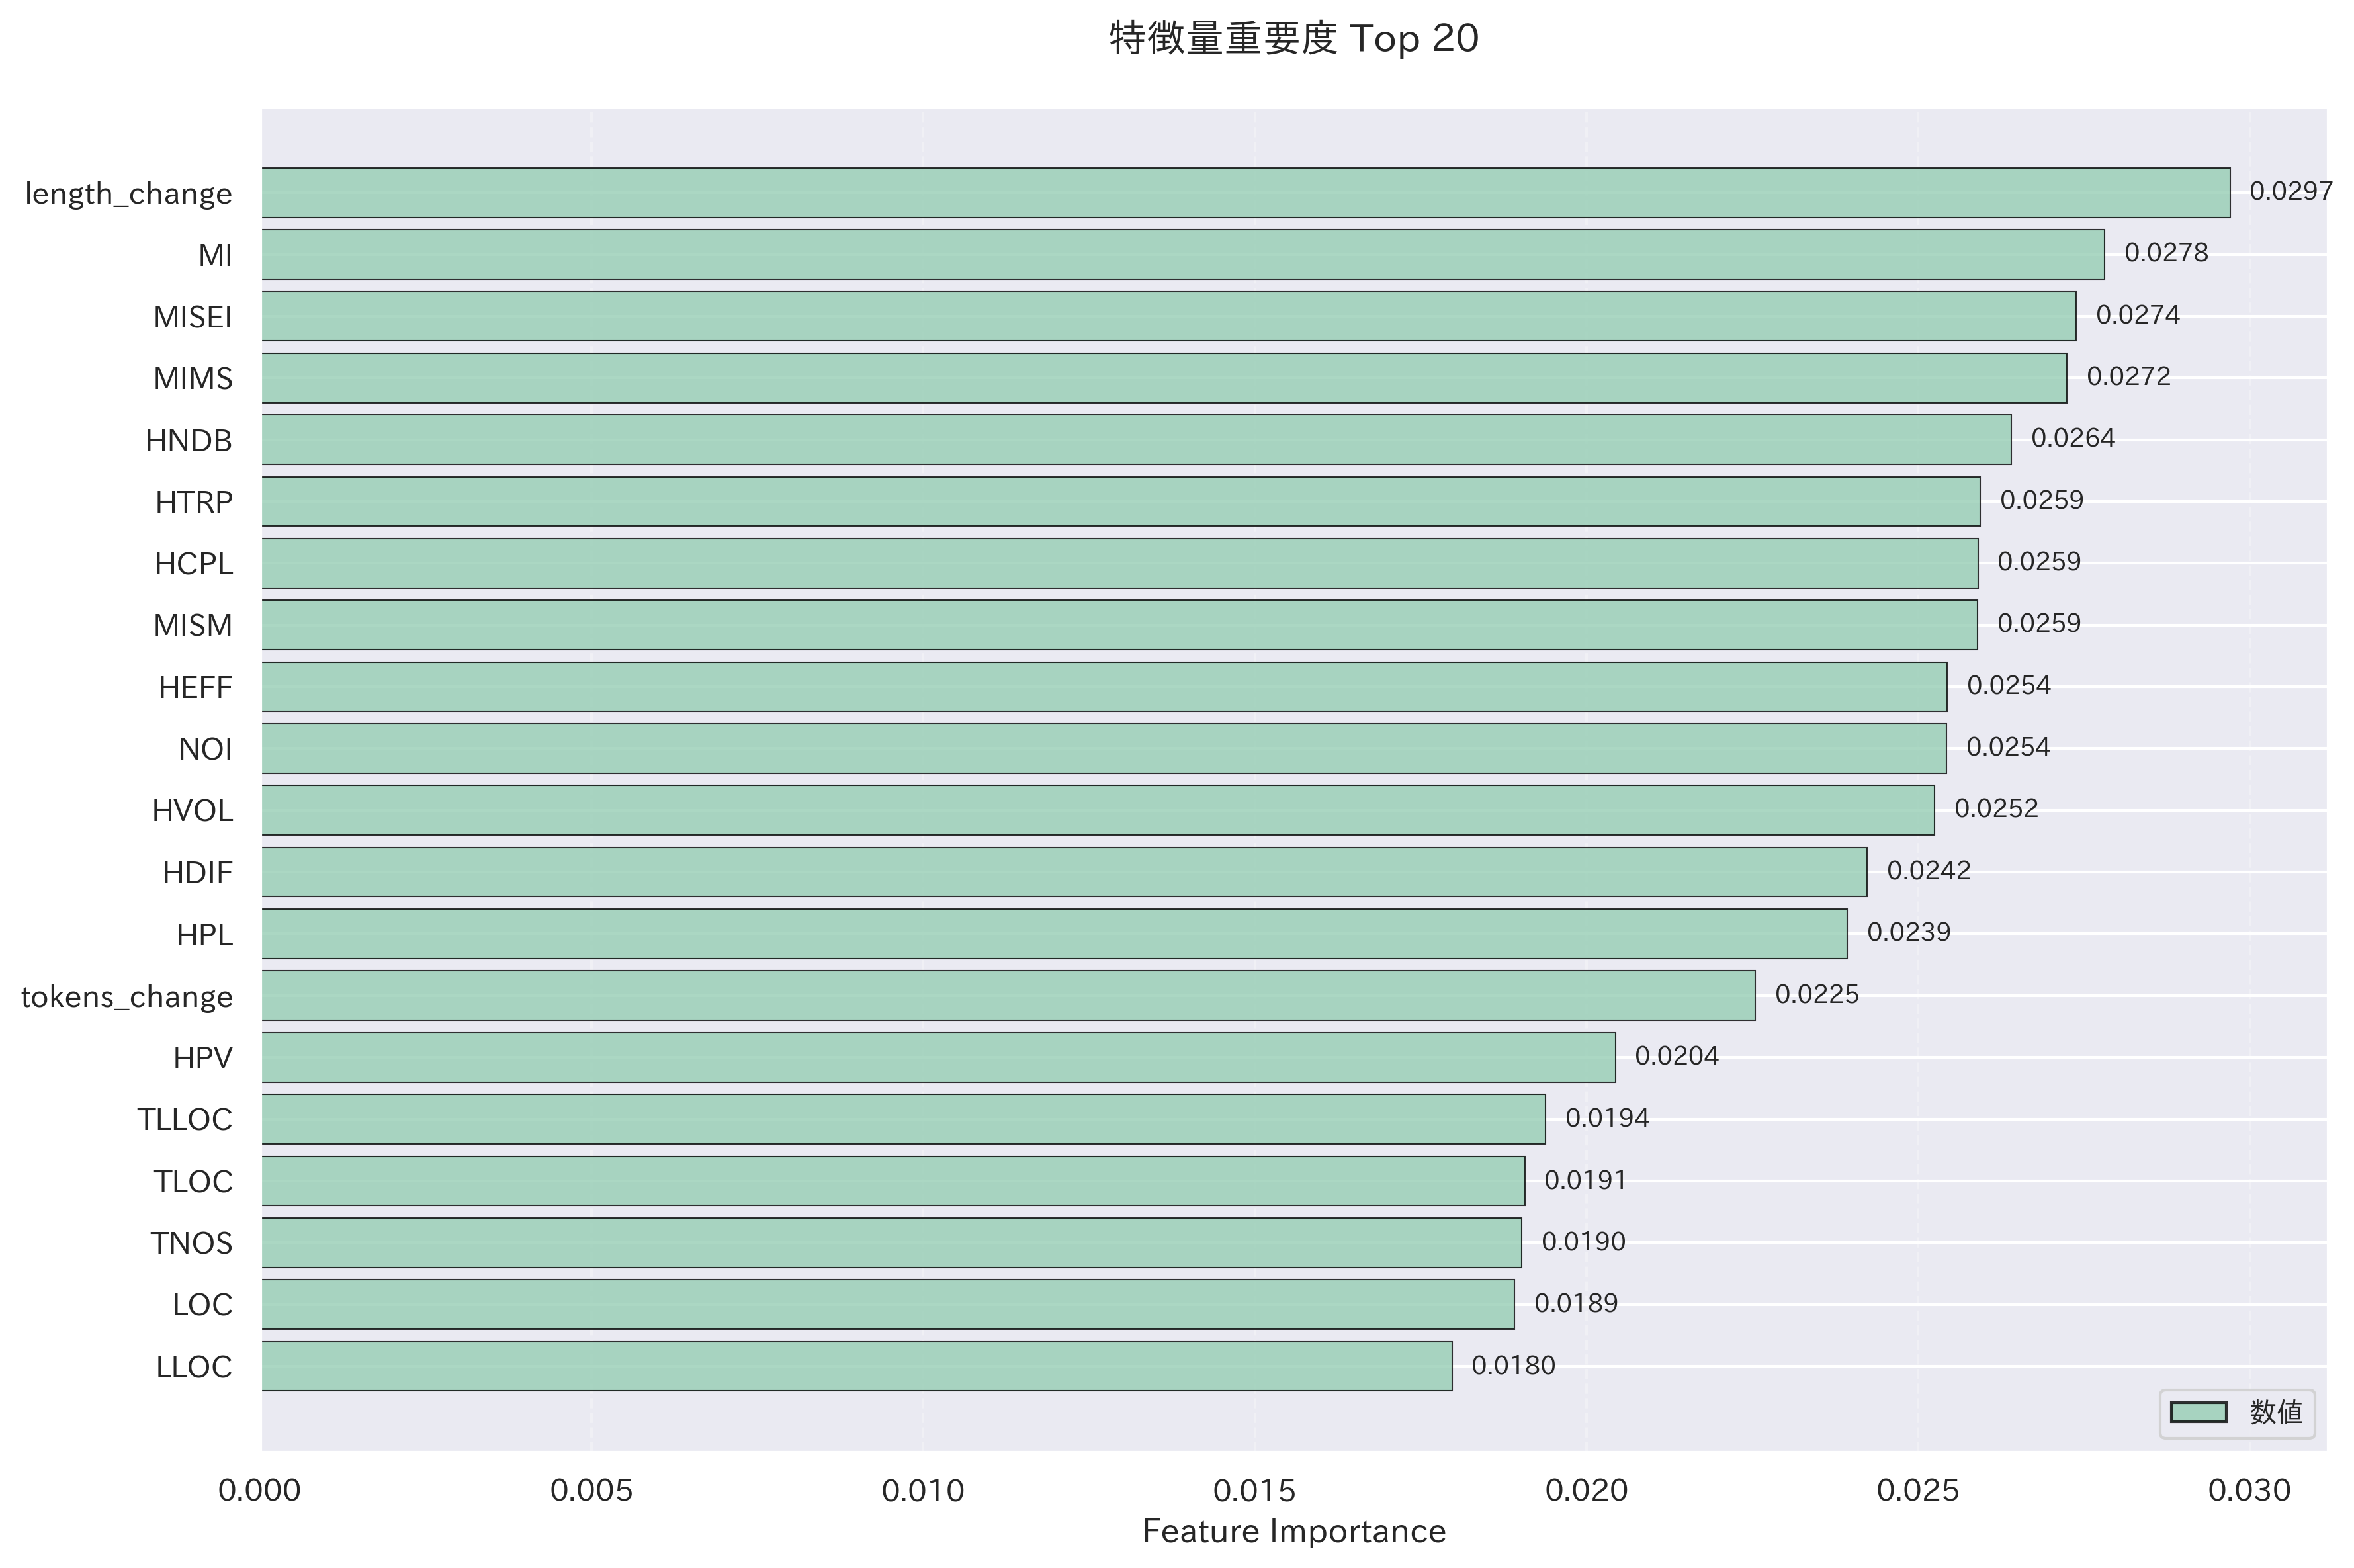 特徴量重要度 Top 20
length_change 0.0297
MI 0.0278
MISEI 0.0274
MIMS 0.0272
HNDB 0.0264
HTRP 0.0259
HCPL 0.0259
MISM 0.0259
HEFF 0.0254
NOI 0.0254
HVOL 0.0252
HDIF 0.0242
HPL 0.0239
tokens_change 0.0225
HPV 0.0204
TLLOC 0.0194
TLOC 0.0191
TNOS 0.0190
LOC 0.0189
LLOC 0.0180
数値
0.000 0.005 0.010 0.015 0.020 0.025 0.030
Feature Importance